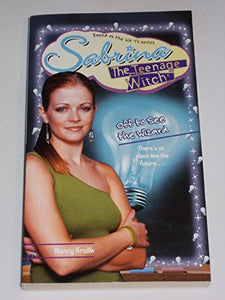 Based on the hit TV series
Sabrina
The Teenage
Witch
Off to See
the Wizard
There's no
place like the
future....
Nancy Krulik